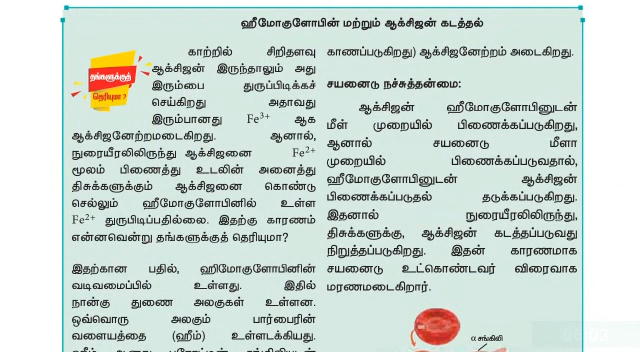 ஹீமோகுளோபின் மற்றும் ஆக்சிஜன் கடத்தல்
தங்களுக்குத்
தெரியுமா ?
காற்றில் சிறிதளவு
ஆக்சிஜன் இருந்தாலும் அது
இரும்பை துருப்பிடிக்கச்
செய்கிறது அதாவது
இரும்பானது Fe³⁺ ஆக
ஆக்சிஜனேற்றமடைகிறது. ஆனால்,
நுரையீரலிலிருந்து ஆக்சிஜனை Fe²⁺
மூலம் பிணைத்து உடலின் அனைத்து
திசுக்களுக்கும் ஆக்சிஜனை கொண்டு
செல்லும் ஹீமோகுளோபினில் உள்ள
Fe²⁺ துருபிடிப்பதில்லை. இதற்கு காரணம்
என்னவென்று தங்களுக்குத் தெரியுமா?
இதற்கான பதில், ஹிமோகுளோபினின்
வடிவமைப்பில் உள்ளது. இதில்
நான்கு துணை அலகுகள் உள்ளன.
ஒவ்வொரு அலகும் பார்பைரின்
வளையத்தை (ஹீம்) உள்ளடக்கியது.
காணப்படுகிறது) ஆக்சிஜனேற்றம் அடைகிறது.
சயனைடு நச்சுத்தன்மை:
ஆக்சிஜன் ஹீமோகுளோபினுடன்
மீள் முறையில் பிணைக்கப்படுகிறது,
ஆனால் சயனைடு மீளா
முறையில் பிணைக்கப்படுவதால்,
ஹீமோகுளோபினுடன் ஆக்சிஜன்
பிணைக்கப்படுதல் தடுக்கப்படுகிறது.
இதனால் நுரையீரலிலிருந்து,
திசுக்களுக்கு, ஆக்சிஜன் கடத்தப்படுவது
நிறுத்தப்படுகிறது. இதன் காரணமாக
சயனைடு உட்கொண்டவர் விரைவாக
மரணமடைகிறார்.
α சங்கிலி